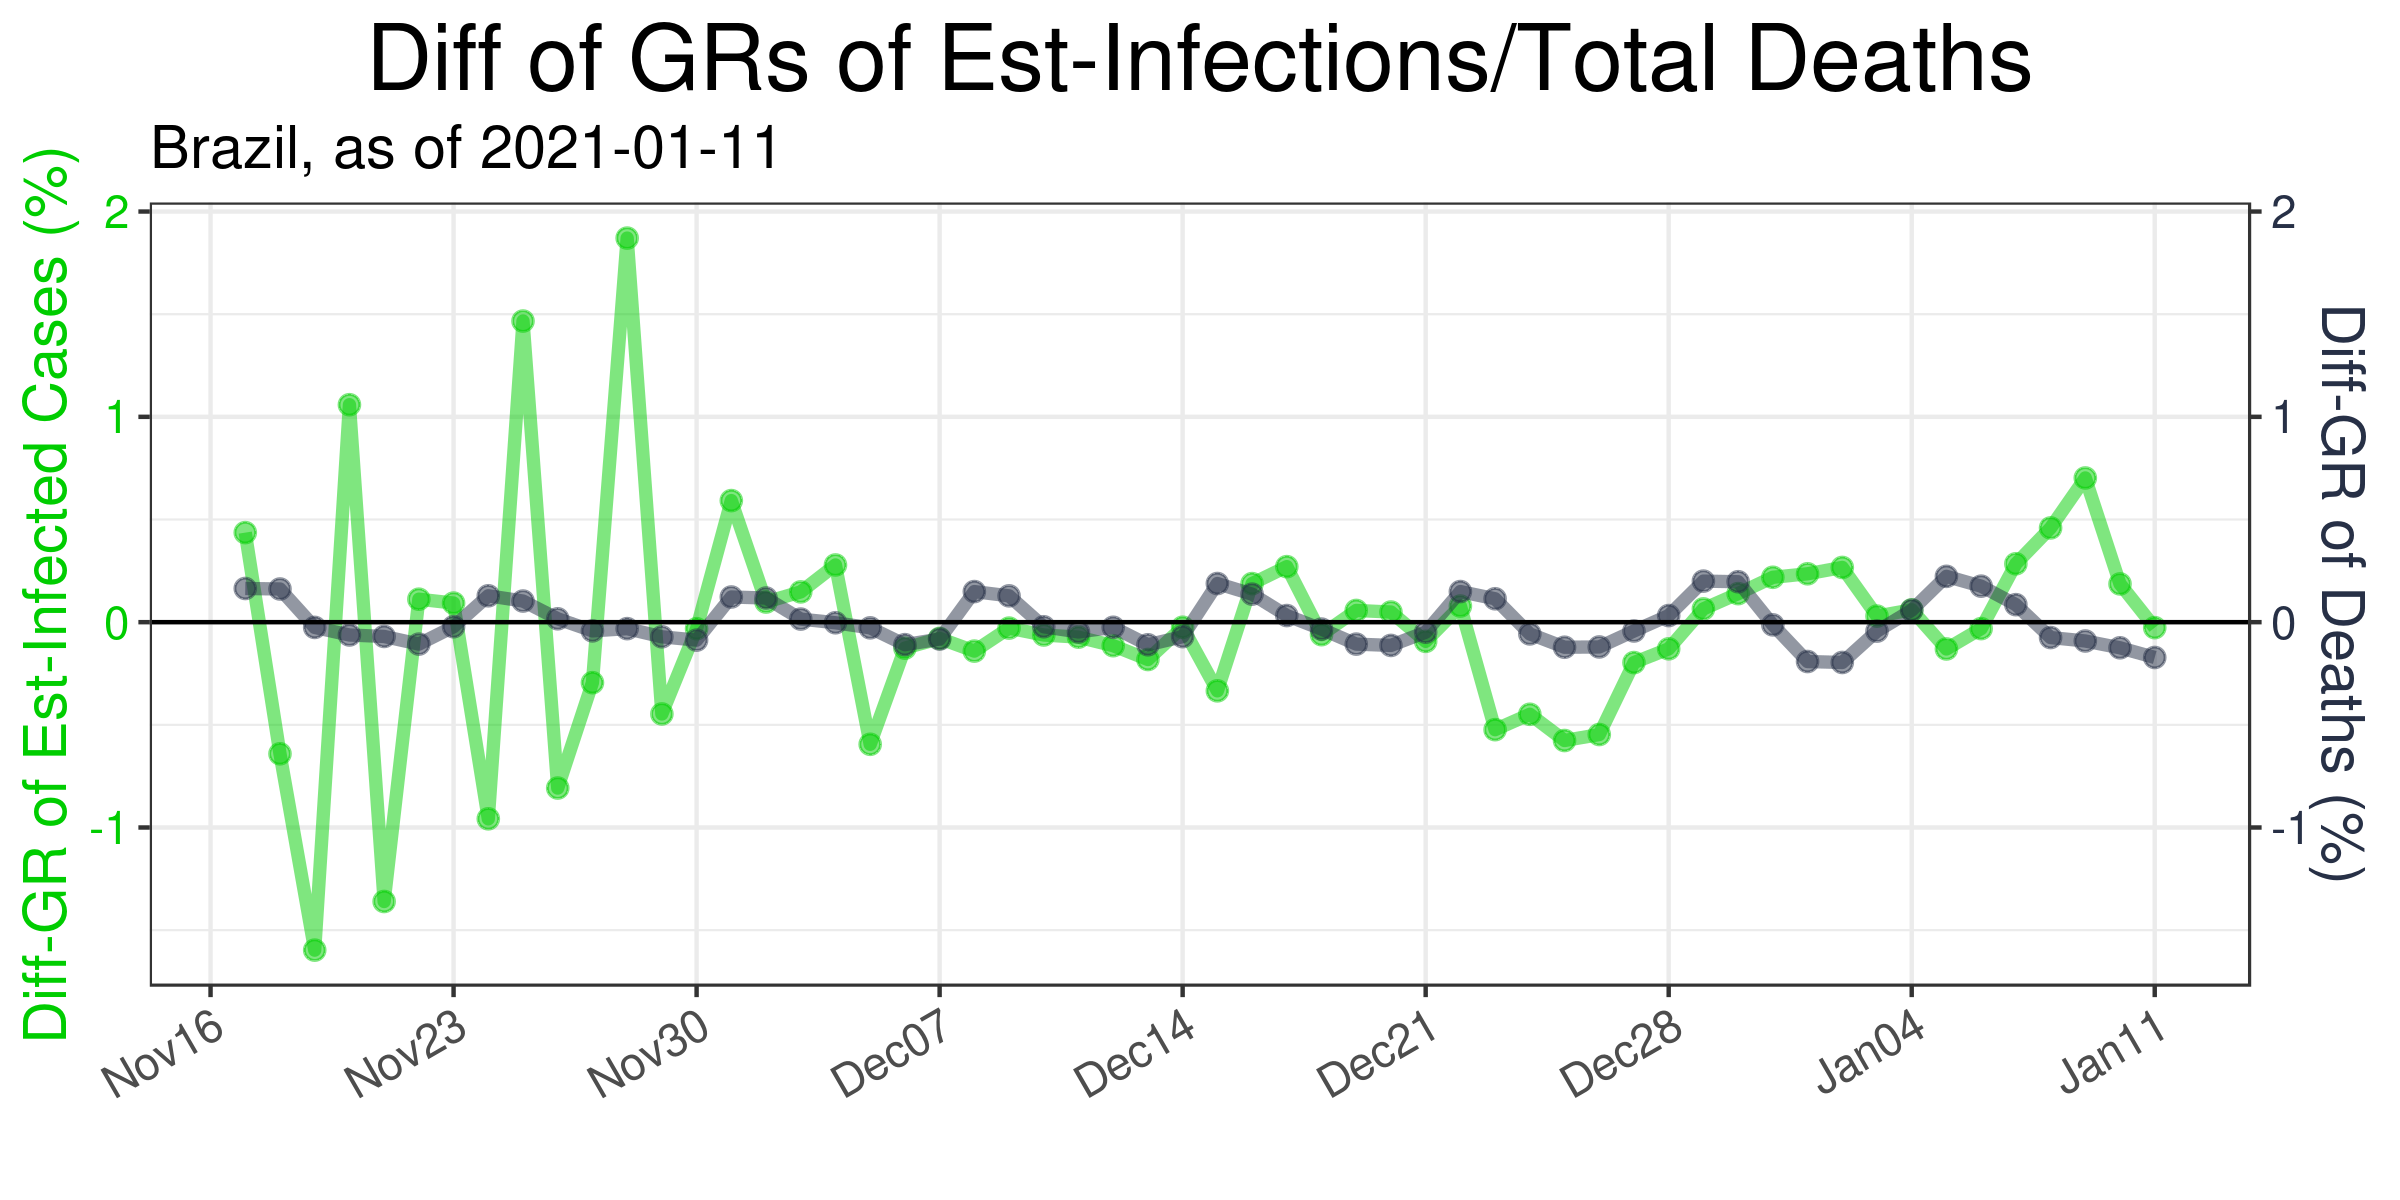 Diff of GRs of Est-Infections/Total Deaths
Brazil, as of 2021-01-11
Diff-GR of Est-Infected Cases (%)
2
1
0
-1
2
1
0
-1
Diff-GR of Deaths (%)
Nov16
Nov23
Nov30
Dec07
Dec14
Dec21
Dec28
Jan04
Jan11